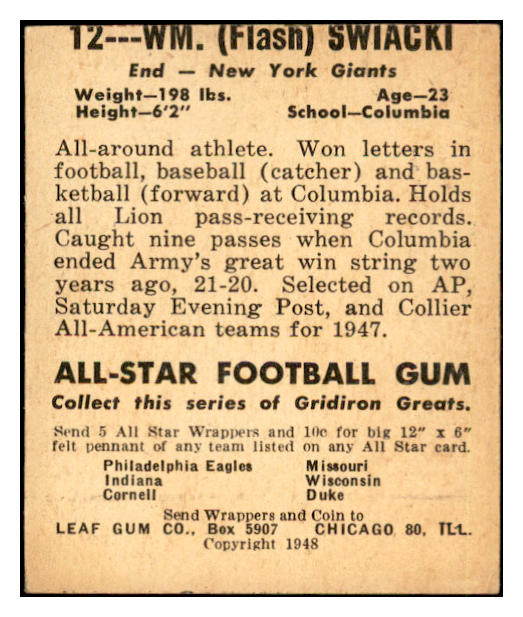 12---WM. (Flash) SWIACKI
End — New York Giants
Weight—198 lbs. Age—23
Height—6'2" School—Columbia
All-around athlete. Won letters in
football, baseball (catcher) and bas-
ketball (forward) at Columbia. Holds
all Lion pass-receiving records.
Caught nine passes when Columbia
ended Army's great win string two
years ago, 21-20. Selected on AP,
Saturday Evening Post, and Collier
All-American teams for 1947.
ALL-STAR FOOTBALL GUM
Collect this series of Gridiron Greats.
Send 5 All Star Wrappers and 10c for big 12" x 6"
felt pennant of any team listed on any All Star card.
Philadelphia Eagles Missouri
Indiana Wisconsin
Cornell Duke
Send Wrappers and Coin to
LEAF GUM CO., Box 5907 CHICAGO 80, ILL.
Copyright 1948